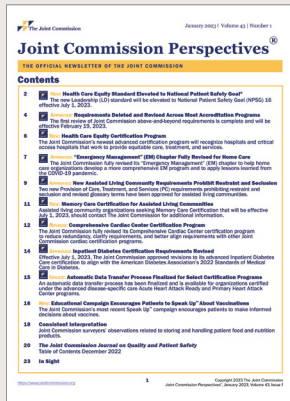 The Joint Commission
January 2023 | Volume 43 | Number 1
Joint Commission Perspectives®
THE OFFICIAL NEWSLETTER OF THE JOINT COMMISSION
Contents
2 New: Health Care Equity Standard Elevated to National Patient Safety Goal®
The new Leadership (LD) standard will be elevated to National Patient Safety Goal (NPSG) 16
effective July 1, 2023.
4 Approved: Requirements Deleted and Revised Across Most Accreditation Programs
The first review of Joint Commission above-and-beyond requirements is complete and will be
effective February 19, 2023.
6 New: Health Care Equity Certification Program
The Joint Commission's newest advanced certification program will recognize hospitals and critical
access hospitals that work to provide equitable care, treatment, and services.
7 Approved: "Emergency Management" (EM) Chapter Fully Revised for Home Care
The Joint Commission fully revised its "Emergency Management" (EM) chapter to help home
care organizations develop a more comprehensive EM program and to apply lessons learned from
the COVID-19 pandemic.
9 Approved: New Assisted Living Community Requirements Prohibit Restraint and Seclusion
Two new Provision of Care, Treatment, and Services (PC) requirements prohibiting restraint and
seclusion and revised glossary terms have been approved for assisted living communities.
11 New: Memory Care Certification for Assisted Living Communities
Assisted living community organizations seeking Memory Care Certification that will be effective
July 1, 2023, should contact The Joint Commission for additional information.
12 Revised: Comprehensive Cardiac Center Certification Program
The Joint Commission fully revised its Comprehensive Cardiac Center certification program
to reduce redundancy, clarify requirements, and better align requirements with other Joint
Commission cardiac certification programs.
Approved: Inpatient Diabetes Certification Requirements Revised
Effective July 1, 2023, The Joint Commission approved revisions to its advanced Inpatient Diabetes
Care certification to align with the American Diabetes Association's 2022 Standards of Medical
Care in Diabetes.
15 Automatic Data Transfer Process Finalized for Select Certification Programs
An automatic data transfer process has been finalized and is available for organizations certified
under the advanced disease-specific care Acute Heart Attack Ready and Primary Heart Attack
Center programs.
16 New: Educational Campaign Encourages Patients to Speak Up™ About Vaccinations
The Joint Commission's most recent Speak Up™ campaign encourages patients to make informed
decisions about vaccines.
18 Consistent Interpretation
Joint Commission surveyors' observations related to storing and handling patient food and nutrition
products.
20 The Joint Commission Journal on Quality and Patient Safety
Table of Contents December 2022
23 In Sight
https://www.jointcommission.org
1
Copyright 2023 The Joint Commission
Joint Commission Perspectives®, January 2023, Volume 43, Issue 1